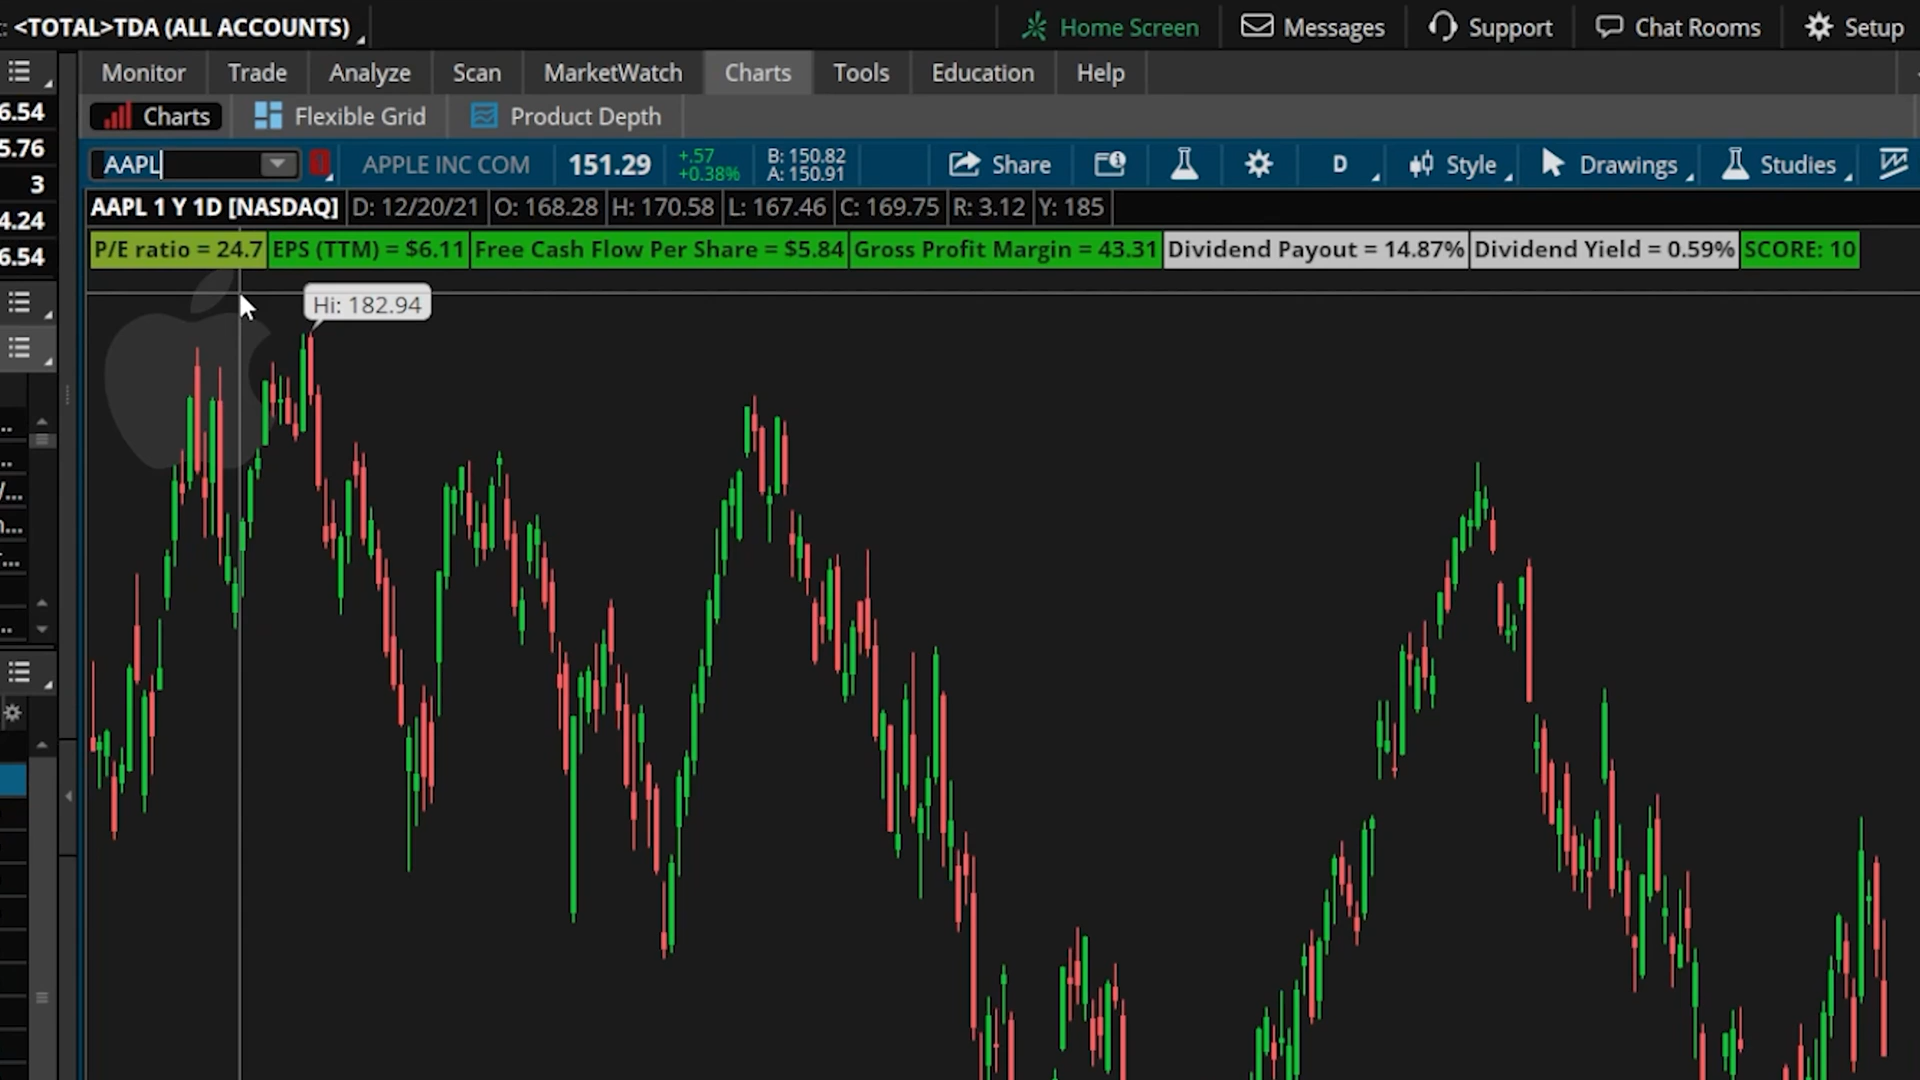 <TOTAL>TDA (ALL ACCOUNTS)
Home Screen
Messages
Support
Chat Rooms
Setup
Monitor
Trade
Analyze
Scan
MarketWatch
Charts
Tools
Education
Help
Charts
Flexible Grid
Product Depth
AAPL
APPLE INC COM
151.29
+.57
+0.38%
B: 150.82
A: 150.91
Share
D
Style
Drawings
Studies
AAPL 1 Y 1D [NASDAQ]
D: 12/20/21
O: 168.28
H: 170.58
L: 167.46
C: 169.75
R: 3.12
Y: 185
P/E ratio = 24.7
EPS (TTM) = $6.11
Free Cash Flow Per Share = $5.84
Gross Profit Margin = 43.31
Dividend Payout = 14.87%
Dividend Yield = 0.59%
SCORE: 10
Hi: 182.94
6.54
5.76
3
4.24
6.54